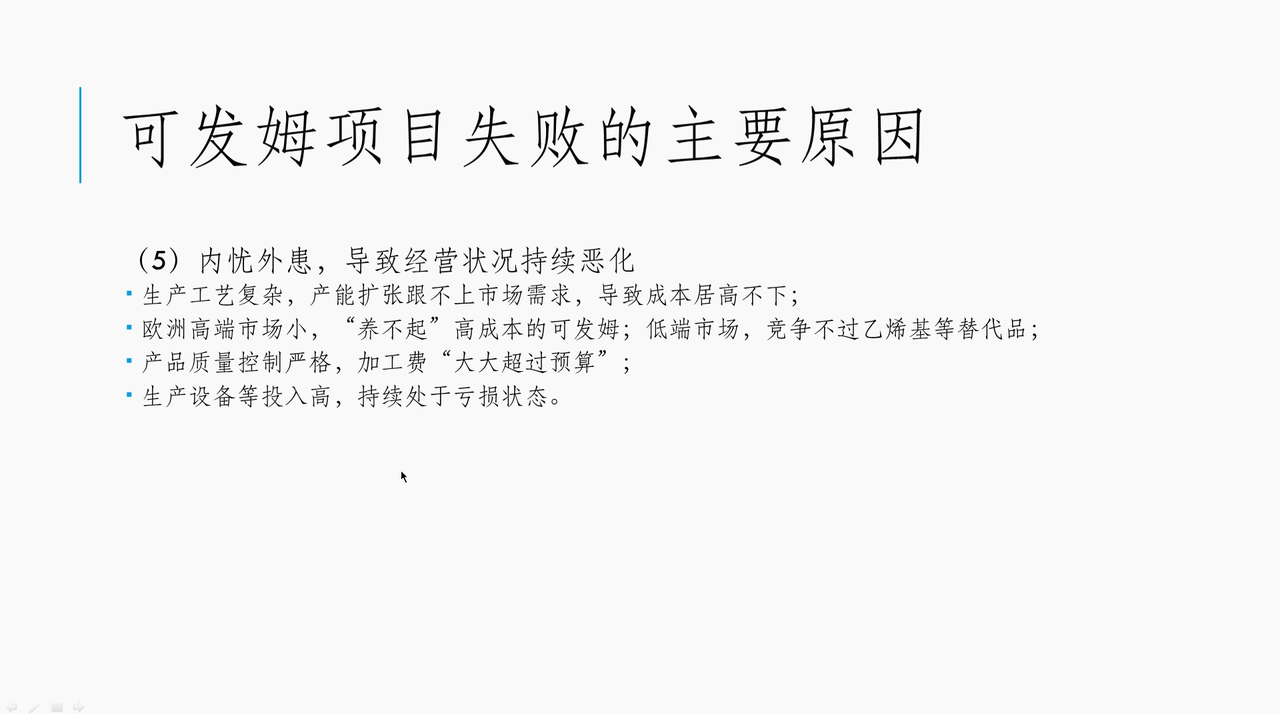 可发姆项目失败的主要原因
（5）内忧外患，导致经营状况持续恶化
▪ 生产工艺复杂，产能扩张跟不上市场需求，导致成本居高不下；
▪ 欧洲高端市场小，“养不起”高成本的可发姆；低端市场，竞争不过乙烯基等替代品；
▪ 产品质量控制严格，加工费“大大超过预算”；
▪ 生产设备等投入高，持续处于亏损状态。